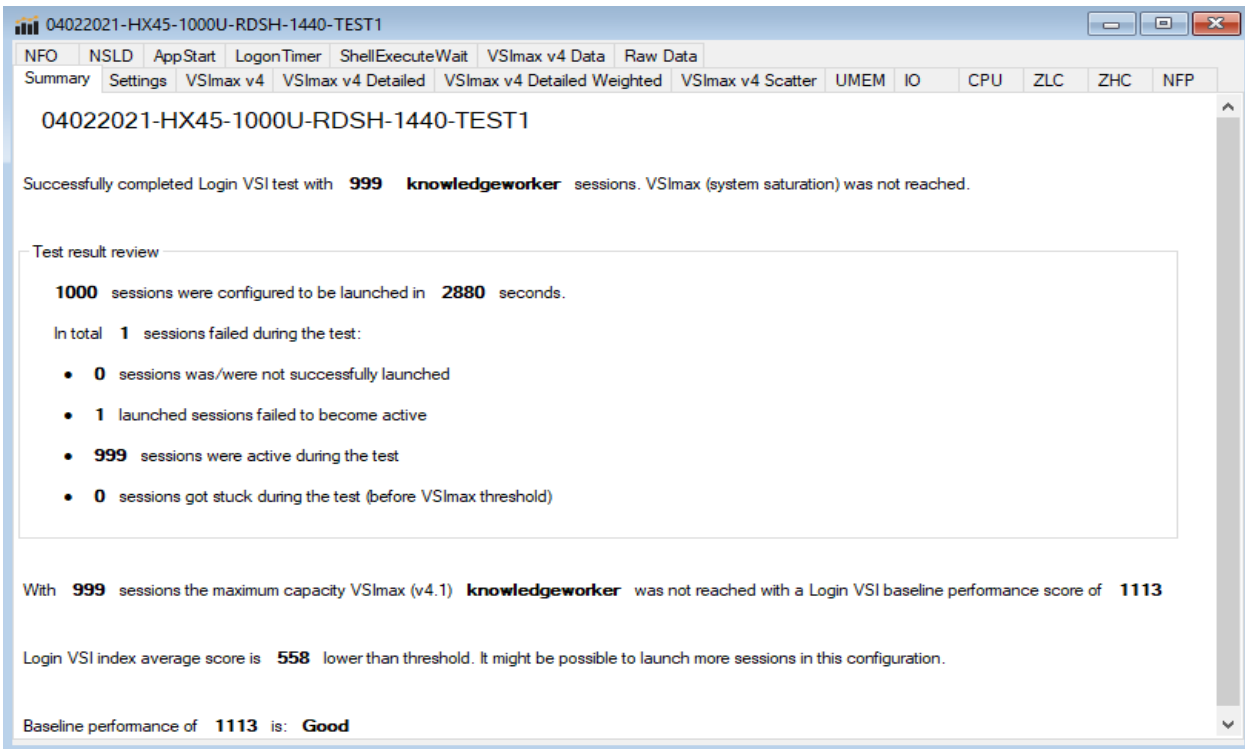 04022021-HX45-1000U-RDSH-1440-TEST1
NFO NSLD AppStart LogonTimer ShellExecuteWait VSImax v4 Data Raw Data
Summary Settings VSImax v4 VSImax v4 Detailed VSImax v4 Detailed Weighted VSImax v4 Scatter UMEM IO CPU ZLC ZHC NFP
04022021-HX45-1000U-RDSH-1440-TEST1
Successfully completed Login VSI test with 999 knowledgeworker sessions. VSImax (system saturation) was not reached.
Test result review
1000 sessions were configured to be launched in 2880 seconds.
In total 1 sessions failed during the test:
• 0 sessions was/were not successfully launched
• 1 launched sessions failed to become active
• 999 sessions were active during the test
• 0 sessions got stuck during the test (before VSImax threshold)
With 999 sessions the maximum capacity VSImax (v4.1) knowledgeworker was not reached with a Login VSI baseline performance score of 1113
Login VSI index average score is 558 lower than threshold. It might be possible to launch more sessions in this configuration.
Baseline performance of 1113 is: Good